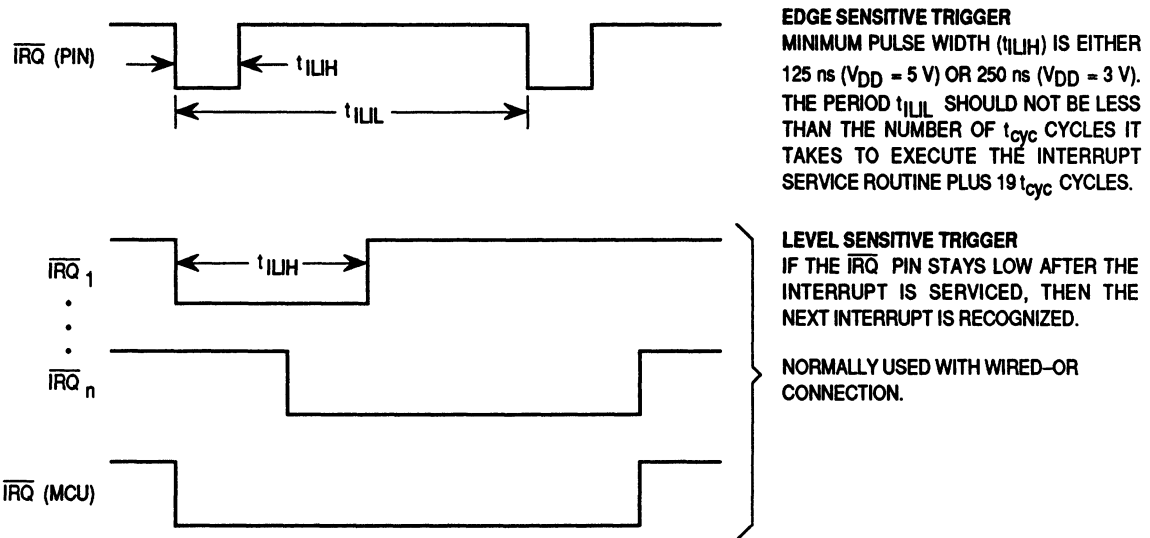 IRQ (PIN)
tILIH
tILIL
EDGE SENSITIVE TRIGGER
MINIMUM PULSE WIDTH (tILIH) IS EITHER
125 ns (VDD = 5 V) OR 250 ns (VDD = 3 V).
THE PERIOD tILIL SHOULD NOT BE LESS
THAN THE NUMBER OF tcyc CYCLES IT
TAKES TO EXECUTE THE INTERRUPT
SERVICE ROUTINE PLUS 19 tcyc CYCLES.
IRQ 1
tILIH
IRQ n
IRQ (MCU)
LEVEL SENSITIVE TRIGGER
IF THE IRQ PIN STAYS LOW AFTER THE
INTERRUPT IS SERVICED, THEN THE
NEXT INTERRUPT IS RECOGNIZED.
NORMALLY USED WITH WIRED–OR
CONNECTION.